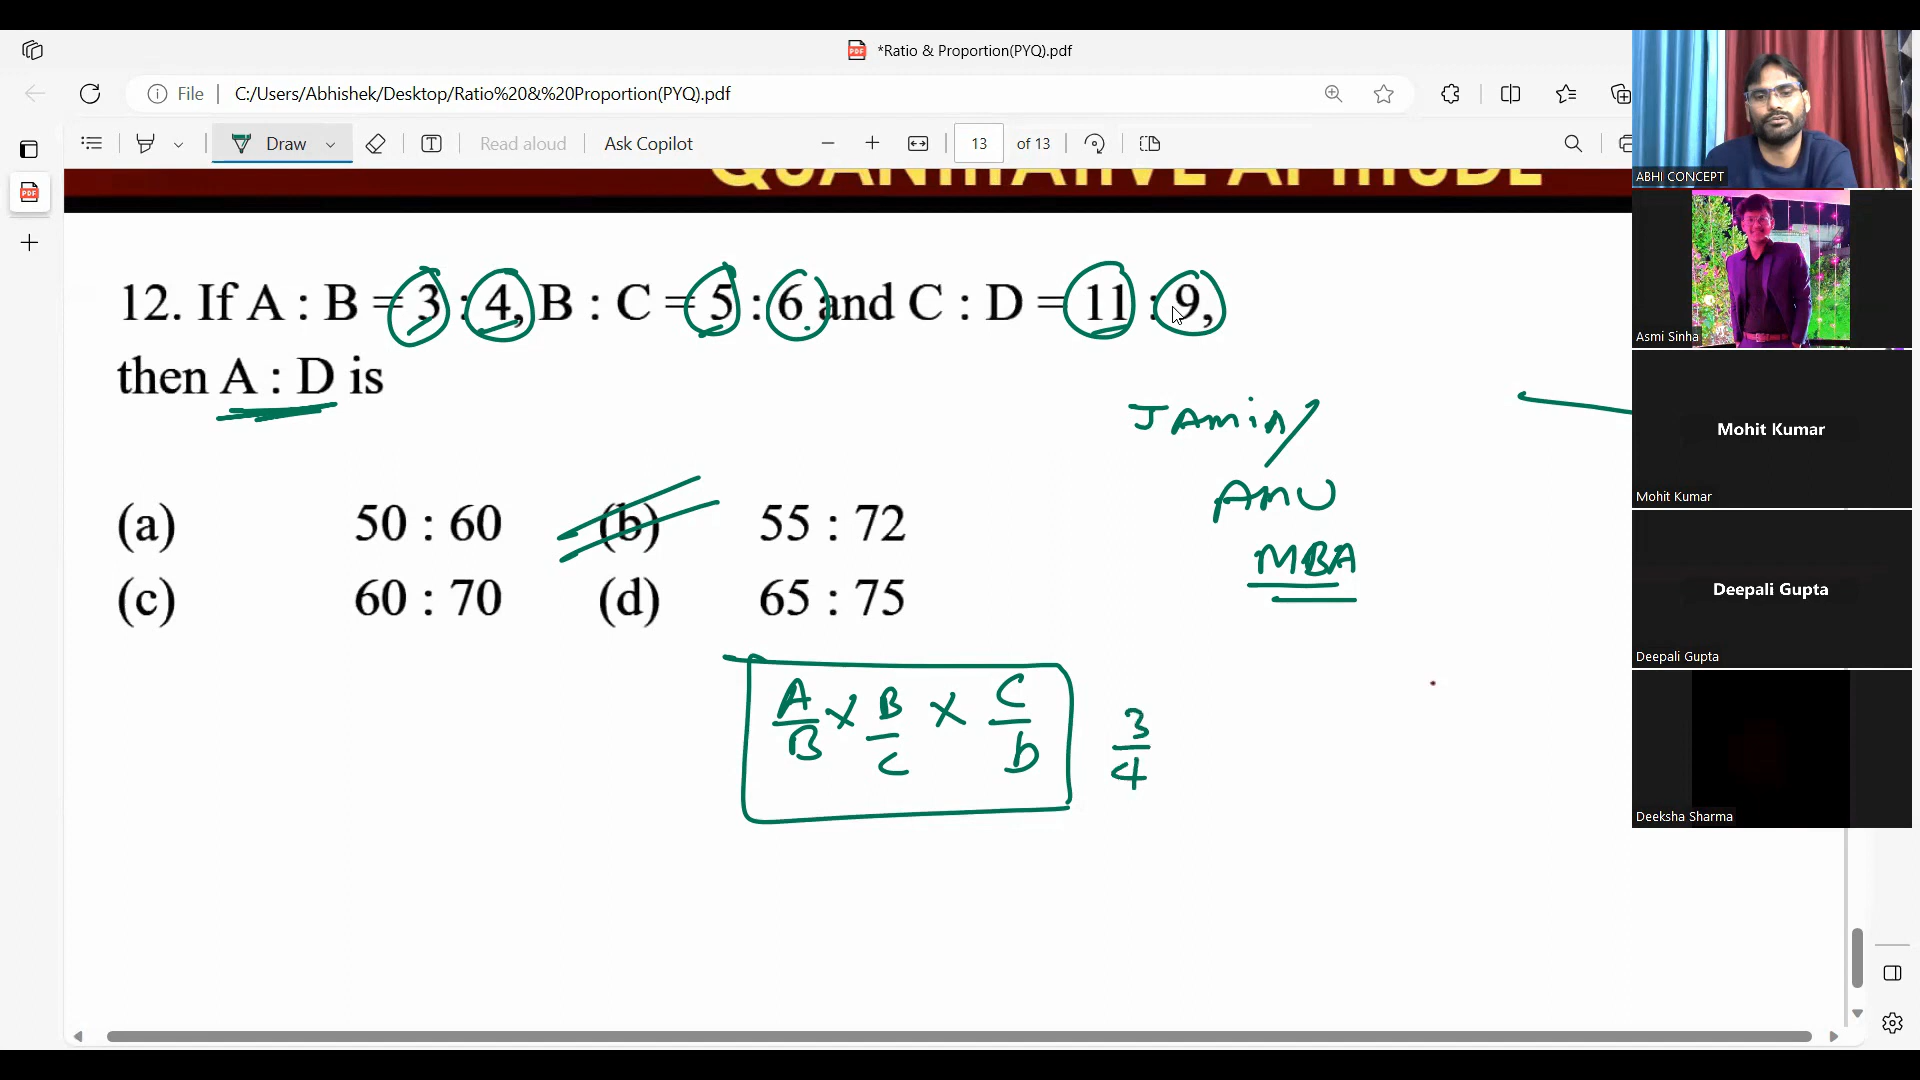 *Ratio & Proportion(PYQ).pdf
File
C:/Users/Abhishek/Desktop/Ratio%20&%20Proportion(PYQ).pdf
Draw
Read aloud
Ask Copilot
13 of 13
QUANTITATIVE APTITUDE
12. If A : B = 3 : 4, B : C = 5 : 6 and C : D = 11 : 9,
then A : D is
(a) 50 : 60 (b) 55 : 72
(c) 60 : 70 (d) 65 : 75
JAmia/
AMU
MBA
A/B × B/C × C/D
3/4
ABHI CONCEPT
Asmi Sinha
Mohit Kumar
Mohit Kumar
Deepali Gupta
Deepali Gupta
Deeksha Sharma